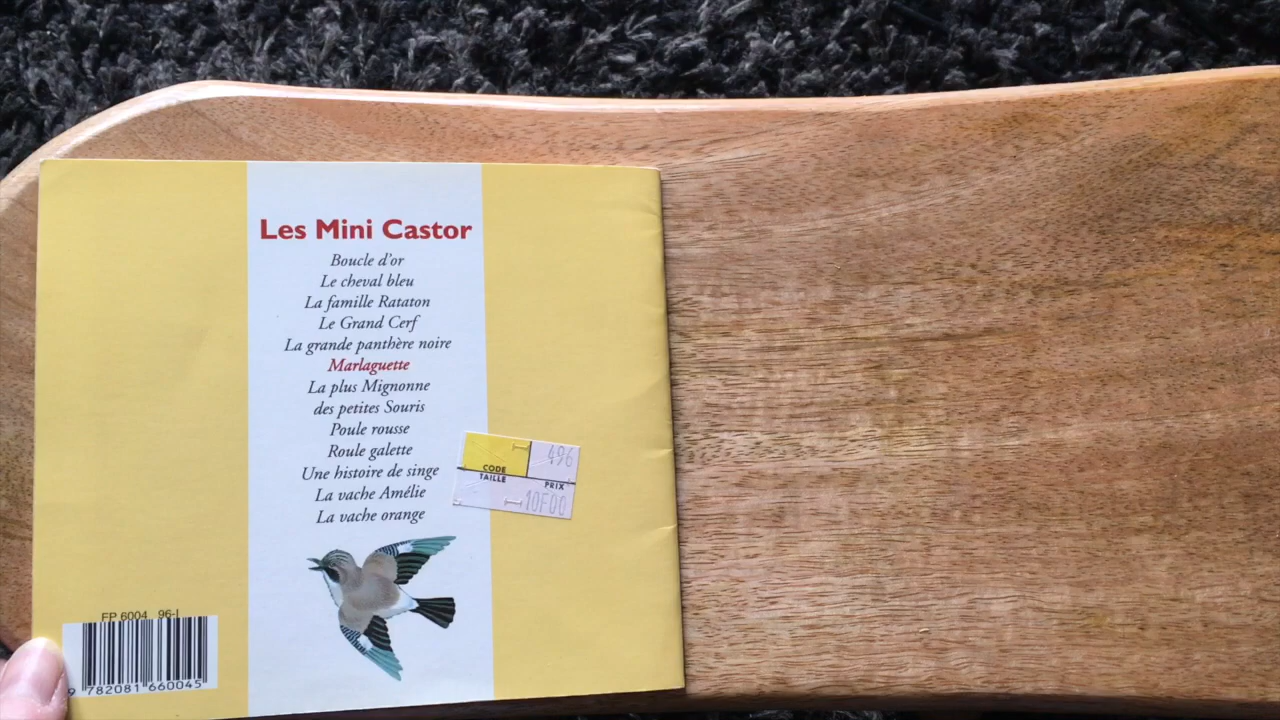 Les Mini Castor
Boucle d'or
Le cheval bleu
La famille Rataton
Le Grand Cerf
La grande panthère noire
Marlaguette
La plus Mignonne
des petites Souris
Poule rousse
Roule galette
Une histoire de singe
La vache Amélie
La vache orange
496
CODE
TAILLE
PRIX
10F00
FP 6004 96-I
9 782081 660045